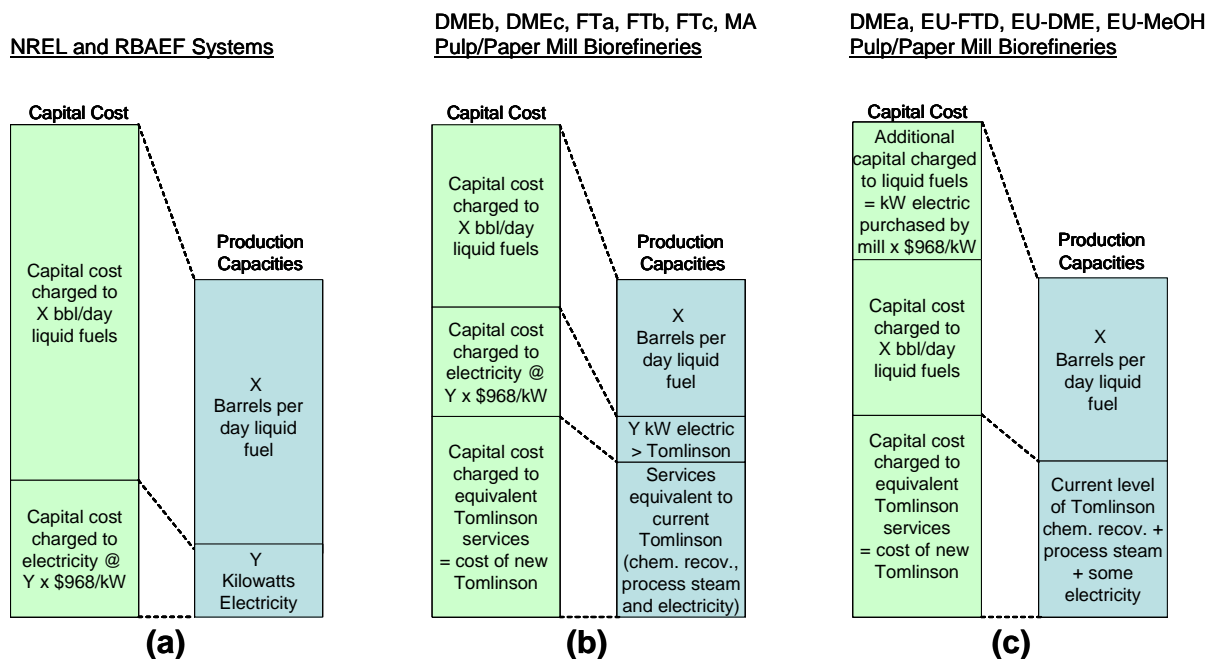 NREL and RBAEF Systems
Capital Cost
Capital cost
charged to
X bbl/day
liquid fuels
Capital cost
charged to
electricity @
Y x $968/kW
Production
Capacities
X
Barrels per
day liquid
fuel
Y
Kilowatts
Electricity
(a)
DMEb, DMEc, FTa, FTb, FTc, MA
Pulp/Paper Mill Biorefineries
Capital Cost
Capital cost
charged to
X bbl/day
liquid fuels
Capital cost
charged to
electricity @
Y x $968/kW
Capital cost
charged to
equivalent
Tomlinson
services
= cost of new
Tomlinson
Production
Capacities
X
Barrels per
day liquid
fuel
Y kW electric
> Tomlinson
Services
equivalent to
current
Tomlinson
(chem. recov.,
process steam
and electricity)
(b)
DMEa, EU-FTD, EU-DME, EU-MeOH
Pulp/Paper Mill Biorefineries
Capital Cost
Additional
capital charged
to liquid fuels
= kW electric
purchased by
mill x $968/kW
Capital cost
charged to
X bbl/day
liquid fuels
Capital cost
charged to
equivalent
Tomlinson
services
= cost of new
Tomlinson
Production
Capacities
X
Barrels per
day liquid
fuel
Current level
of Tomlinson
chem. recov. +
process steam
+ some
electricity
(c)